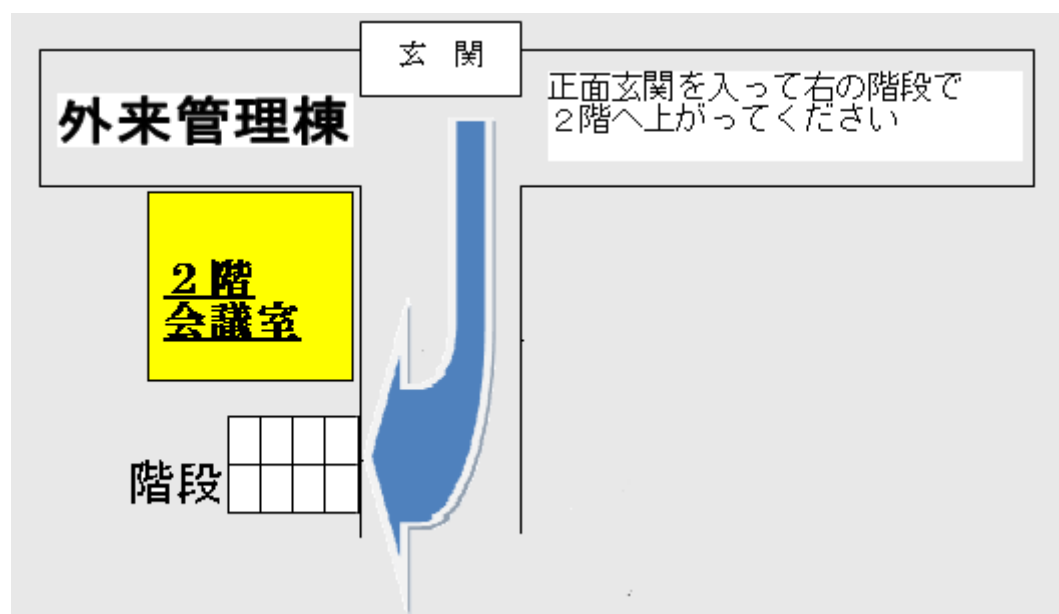 玄 関
正面玄関を入って右の階段で
２階へ上がってください
外来管理棟
２階
会議室
階段